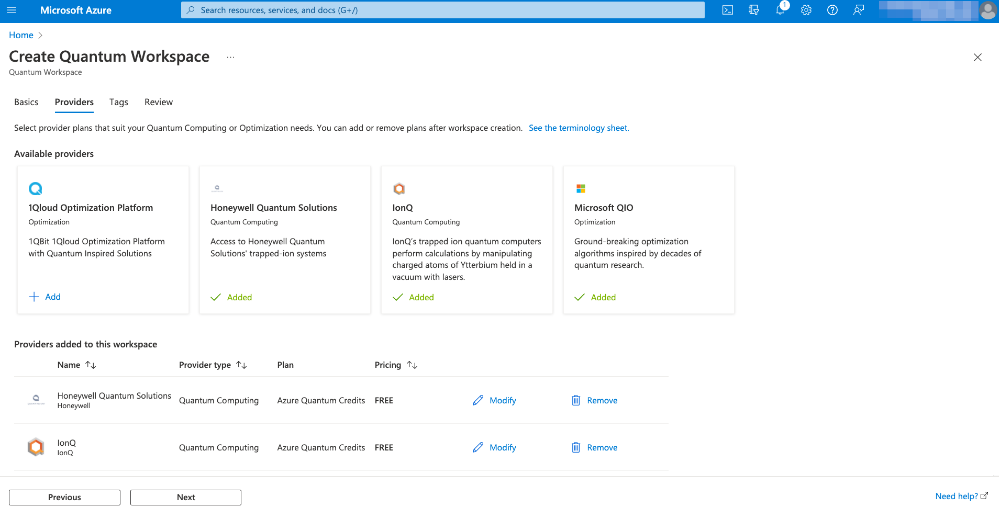 Microsoft Azure
Search resources, services, and docs (G+/)
1
Home
Create Quantum Workspace ...
Quantum Workspace
Basics Providers Tags Review
Select provider plans that suit your Quantum Computing or Optimization needs. You can add or remove plans after workspace creation. See the terminology sheet.
Available providers
1Qloud Optimization Platform
Optimization
1QBit 1Qloud Optimization Platform
with Quantum Inspired Solutions
Add
Honeywell Quantum Solutions
Quantum Computing
Access to Honeywell Quantum
Solutions' trapped-ion systems
Added
IonQ
Quantum Computing
IonQ’s trapped ion quantum computers
perform calculations by manipulating
charged atoms of Ytterbium held in a
vacuum with lasers.
Added
Microsoft QIO
Optimization
Ground-breaking optimization
algorithms inspired by decades of
quantum research.
Added
Providers added to this workspace
Name Provider type Plan Pricing
Honeywell Quantum Solutions
Honeywell
Quantum Computing Azure Quantum Credits FREE Modify Remove
IonQ
IonQ
Quantum Computing Azure Quantum Credits FREE Modify Remove
Previous Next
Need help?